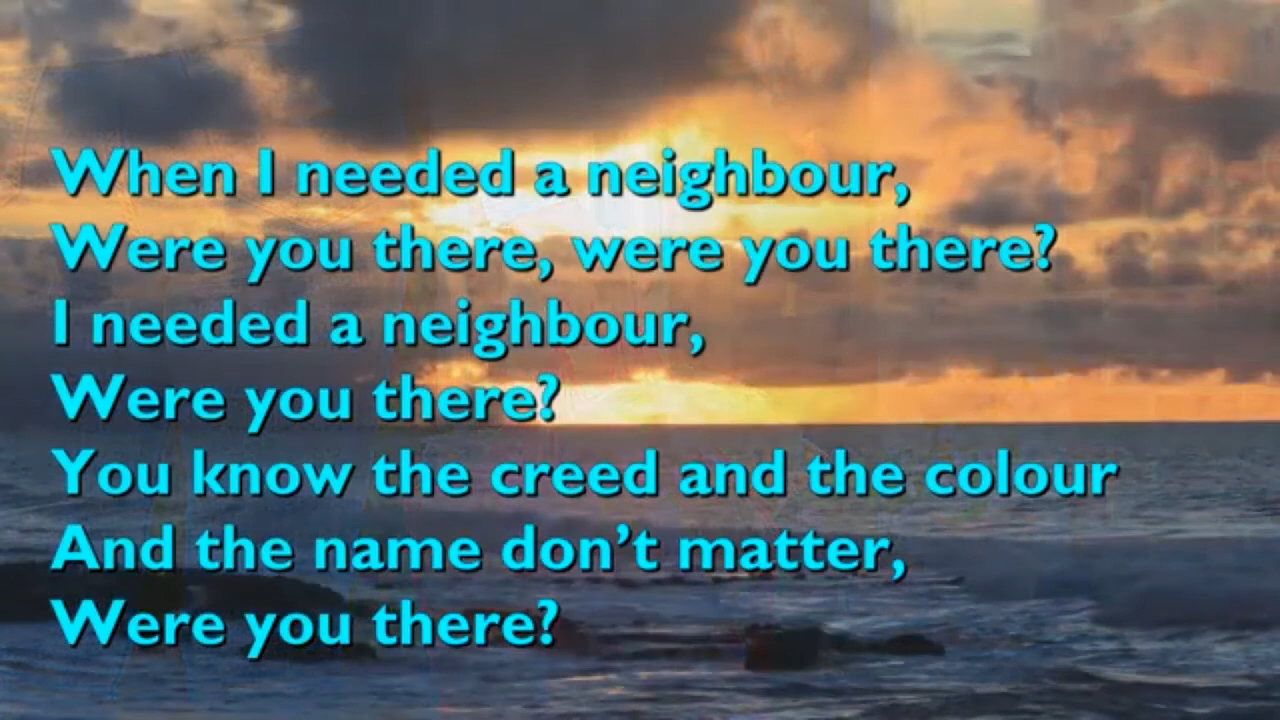 When I needed a neighbour,
Were you there, were you there?
I needed a neighbour,
Were you there?
You know the creed and the colour
And the name don’t matter,
Were you there?